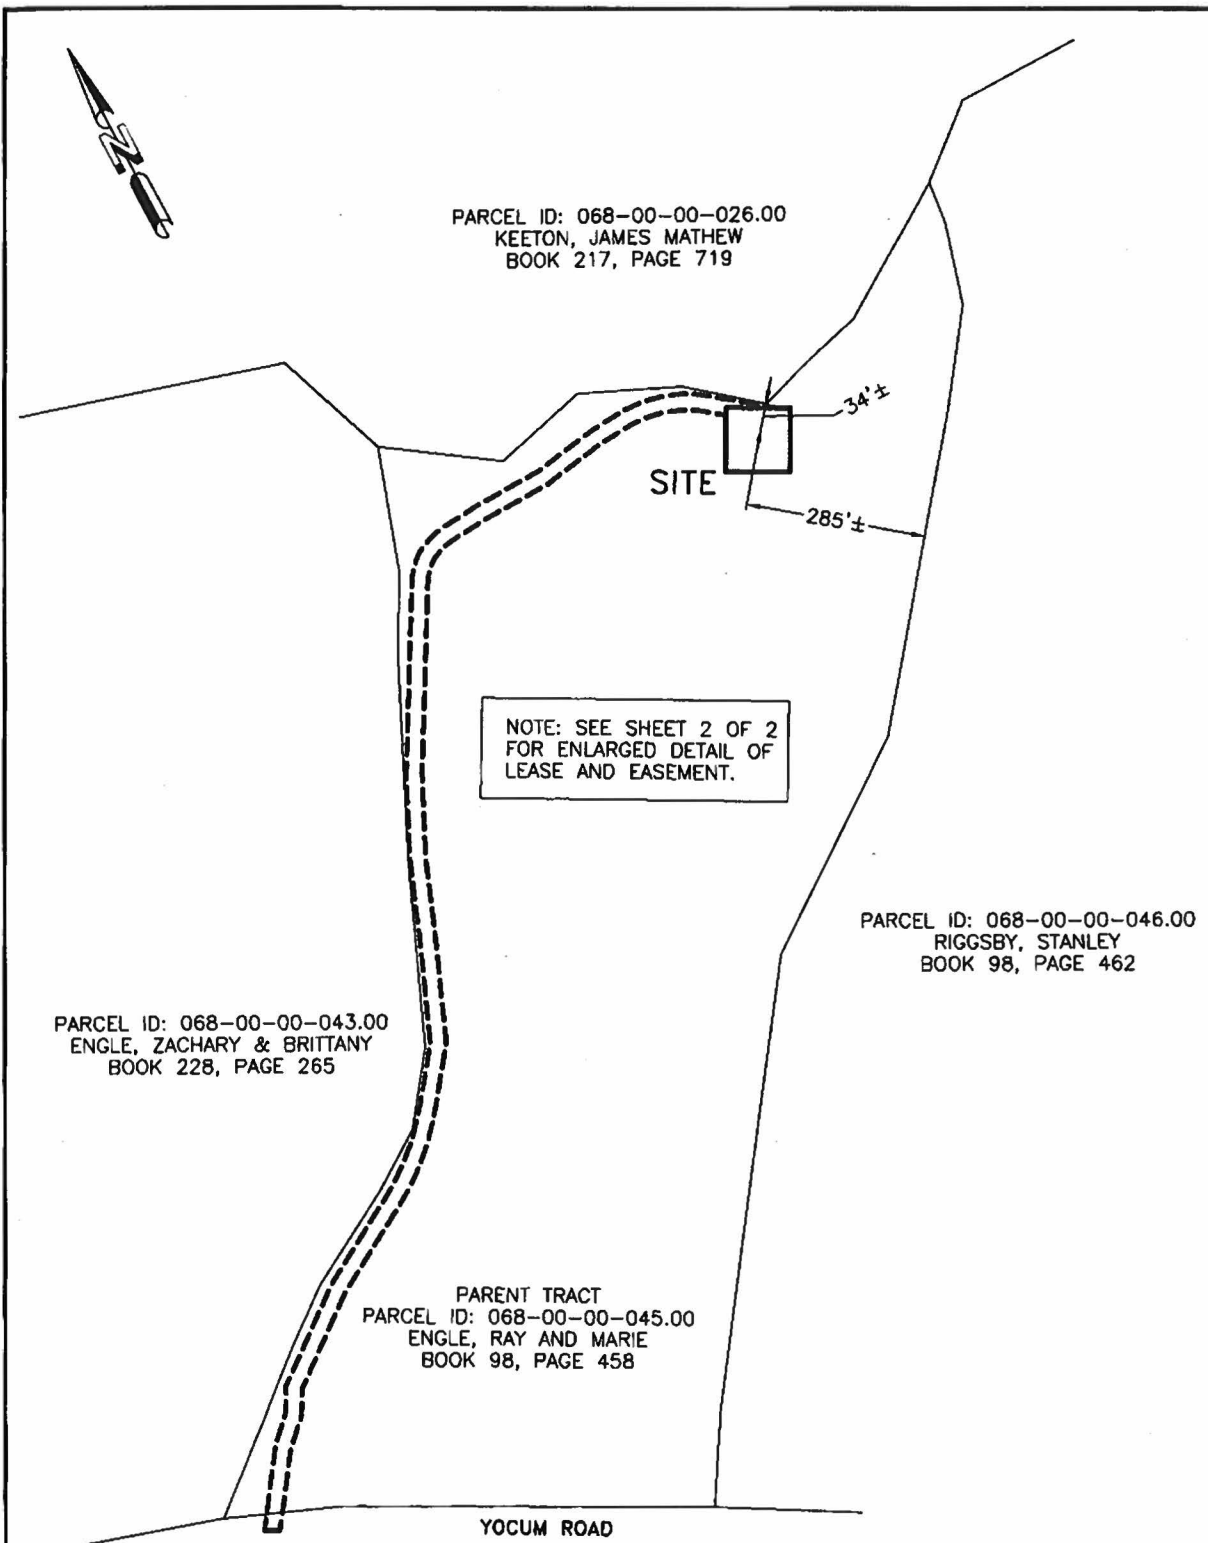 N
PARCEL ID: 068-00-00-026.00
KEETON, JAMES MATHEW
BOOK 217, PAGE 719
34'±
SITE
285'±
NOTE: SEE SHEET 2 OF 2
FOR ENLARGED DETAIL OF
LEASE AND EASEMENT.
PARCEL ID: 068-00-00-046.00
RIGGSBY, STANLEY
BOOK 98, PAGE 462
PARCEL ID: 068-00-00-043.00
ENGLE, ZACHARY & BRITTANY
BOOK 228, PAGE 265
PARENT TRACT
PARCEL ID: 068-00-00-045.00
ENGLE, RAY AND MARIE
BOOK 98, PAGE 458
YOCUM ROAD